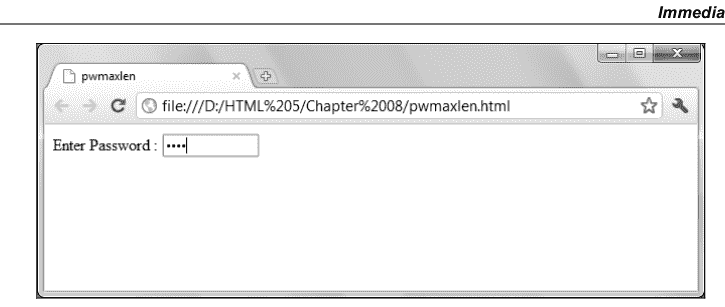 Immedia
pwmaxlen
file:///D:/HTML%205/Chapter%2008/pwmaxlen.html
Enter Password : ••••